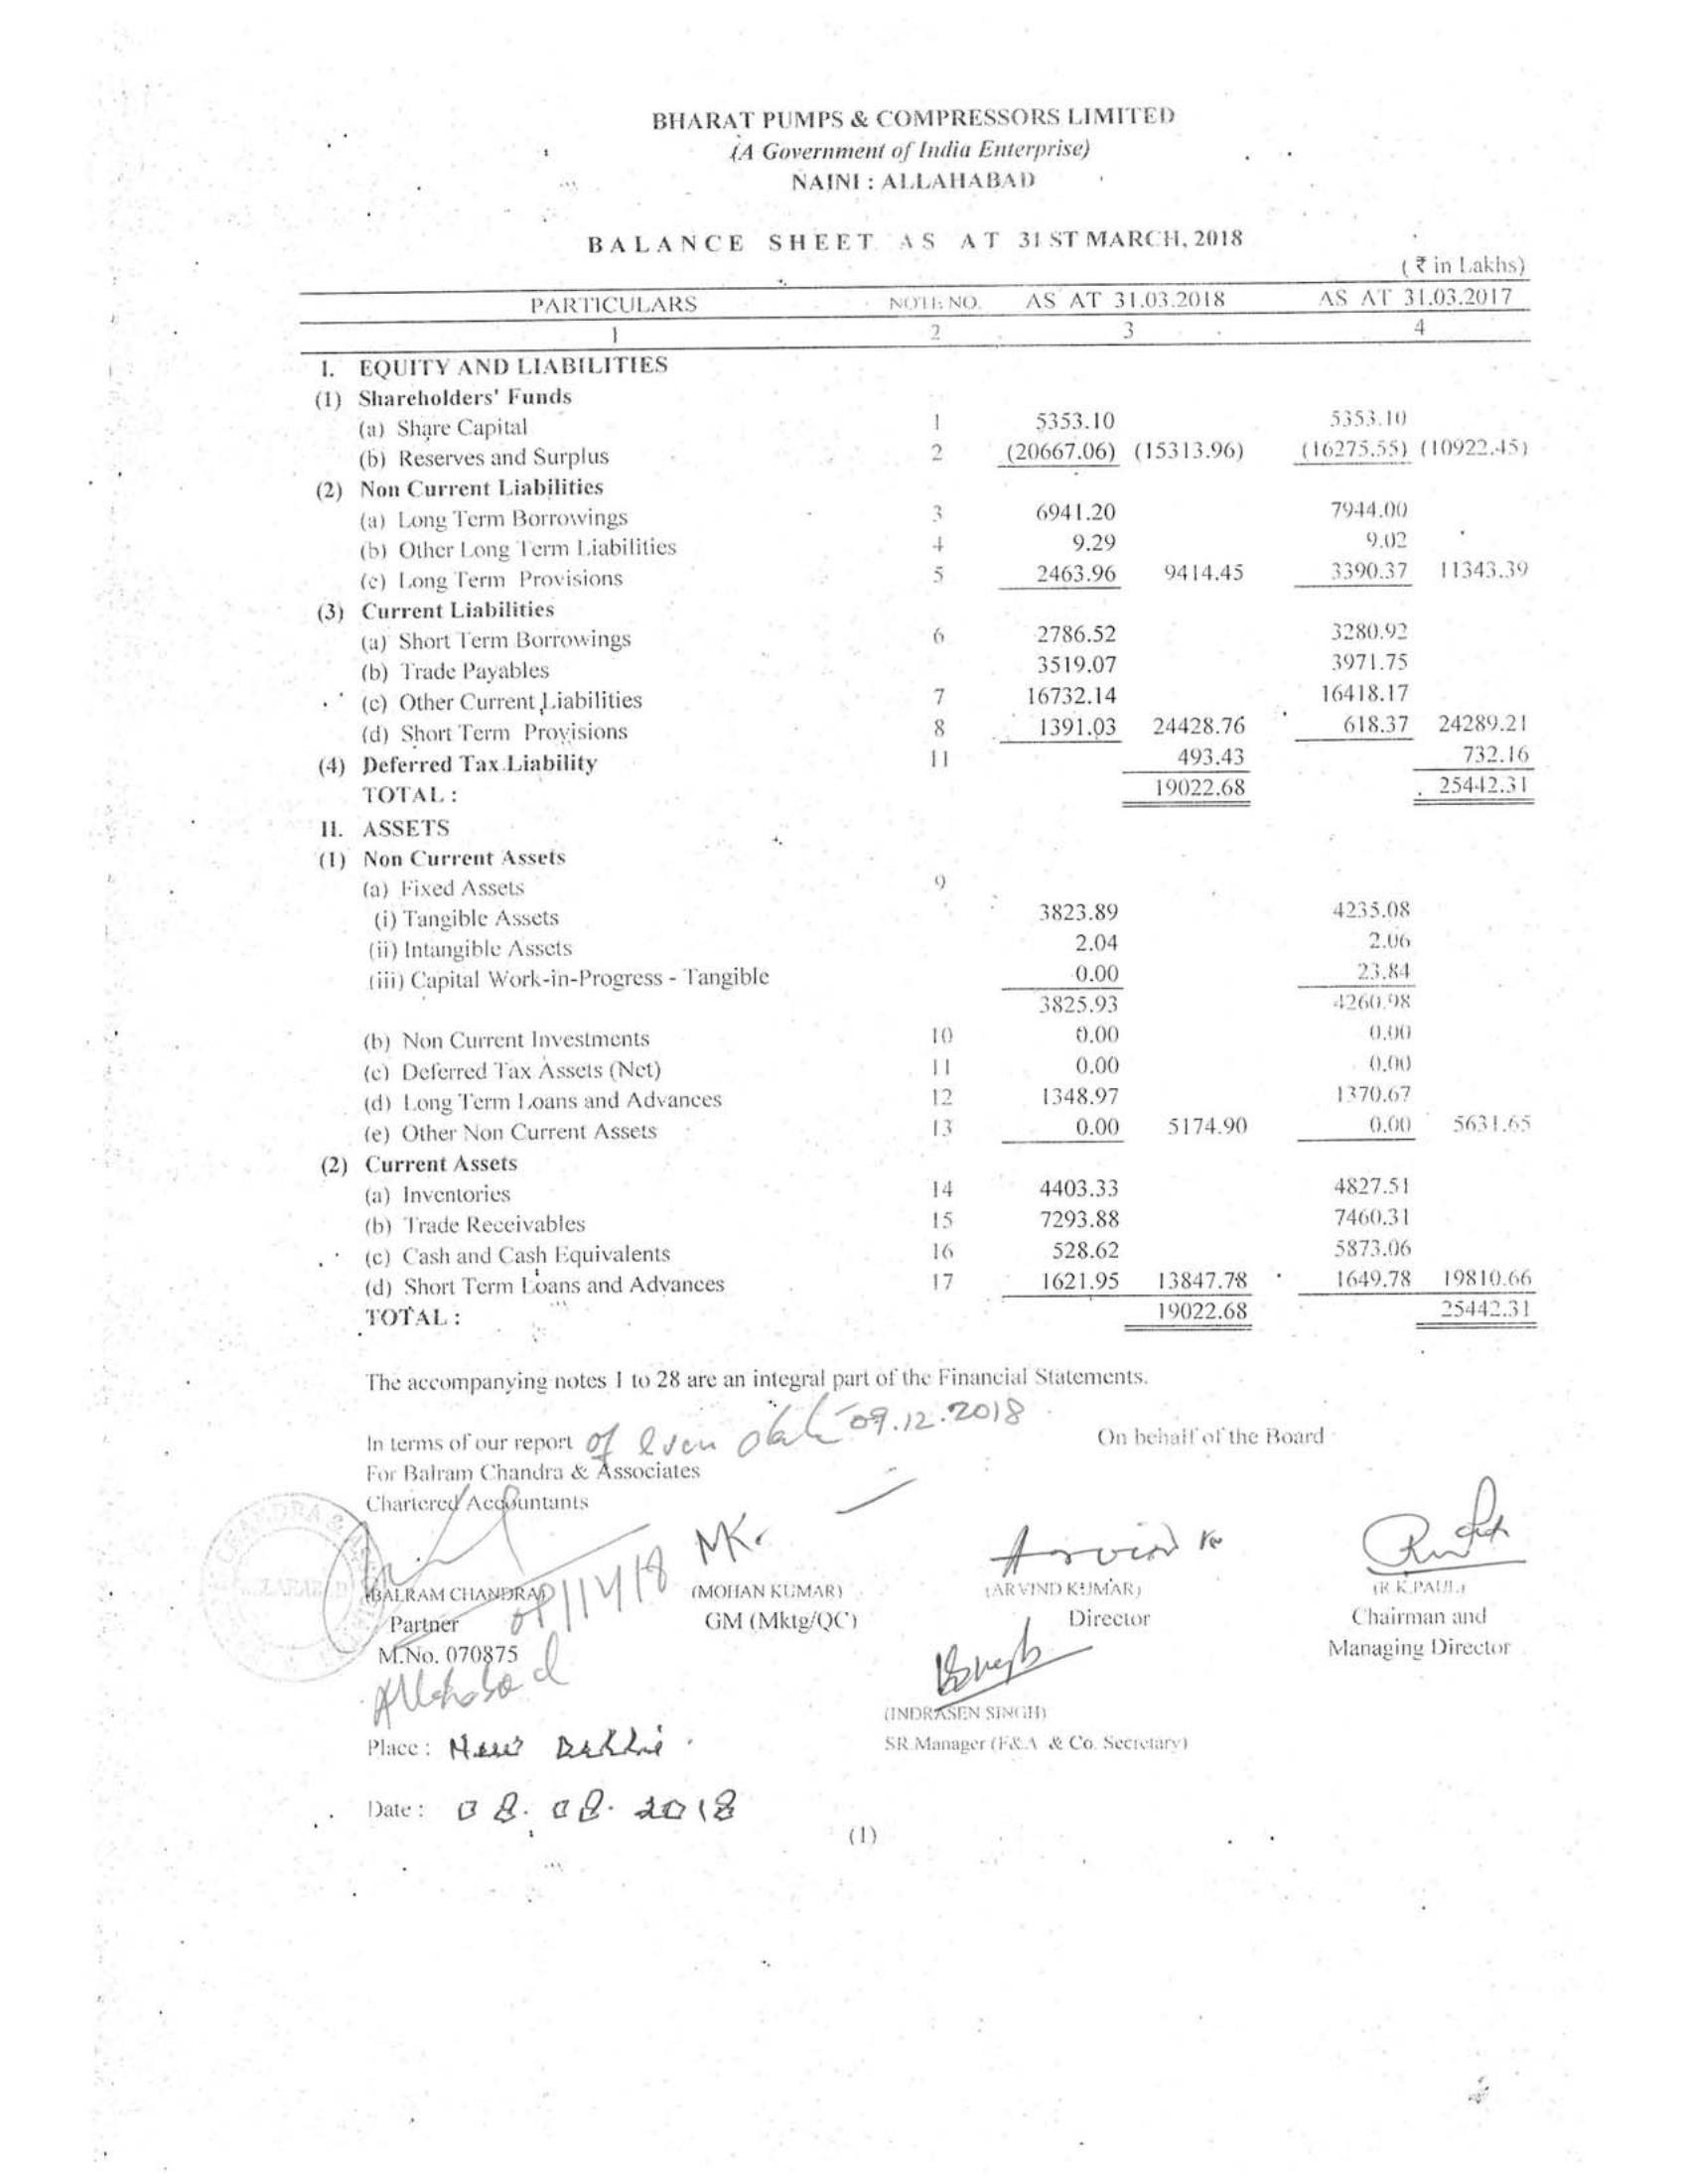 BHARAT PUMPS & COMPRESSORS LIMITED
(A Government of India Enterprise)
NAINI : ALLAHABAD
BALANCE SHEET AS AT 31 ST MARCH, 2018
( ₹ in Lakhs)
PARTICULARS NOTE NO. AS AT 31.03.2018 AS AT 31.03.2017
1 2 3 4
I. EQUITY AND LIABILITIES
(1) Shareholders' Funds
(a) Share Capital 1 5353.10 5353.10
(b) Reserves and Surplus 2 (20667.06) (15313.96) (16275.55) (10922.45)
(2) Non Current Liabilities
(a) Long Term Borrowings 3 6941.20 7944.00
(b) Other Long Term Liabilities 4 9.29 9.02
(c) Long Term Provisions 5 2463.96 9414.45 3390.37 11343.39
(3) Current Liabilities
(a) Short Term Borrowings 6 2786.52 3280.92
(b) Trade Payables 3519.07 3971.75
(c) Other Current Liabilities 7 16732.14 16418.17
(d) Short Term Provisions 8 1391.03 24428.76 618.37 24289.21
(4) Deferred Tax Liability 11 493.43 732.16
TOTAL : 19022.68 25442.31
II. ASSETS
(1) Non Current Assets
(a) Fixed Assets 9
(i) Tangible Assets 3823.89 4235.08
(ii) Intangible Assets 2.04 2.06
(iii) Capital Work-in-Progress - Tangible 0.00 23.84
3825.93 4260.98
(b) Non Current Investments 10 0.00 0.00
(c) Deferred Tax Assets (Net) 11 0.00 0.00
(d) Long Term Loans and Advances 12 1348.97 1370.67
(e) Other Non Current Assets 13 0.00 5174.90 0.00 5631.65
(2) Current Assets
(a) Inventories 14 4403.33 4827.51
(b) Trade Receivables 15 7293.88 7460.31
(c) Cash and Cash Equivalents 16 528.62 5873.06
(d) Short Term Loans and Advances 17 1621.95 13847.78 1649.78 19810.66
TOTAL : 19022.68 25442.31
The accompanying notes 1 to 28 are an integral part of the Financial Statements.
In terms of our report of even date 09.12.2018 On behalf of the Board
For Balram Chandra & Associates
Chartered Accountants
(BALRAM CHANDRA) (MOHAN KUMAR) (ARVIND KUMAR) (R.K.PAUL)
Partner GM (Mktg/QC) Director Chairman and
M.No. 070875 Managing Director
Allahabad
(INDRASEN SINGH)
Place : New Delhi SR.Manager (F&A & Co. Secretary)
Date : 08.08.2018
(1)